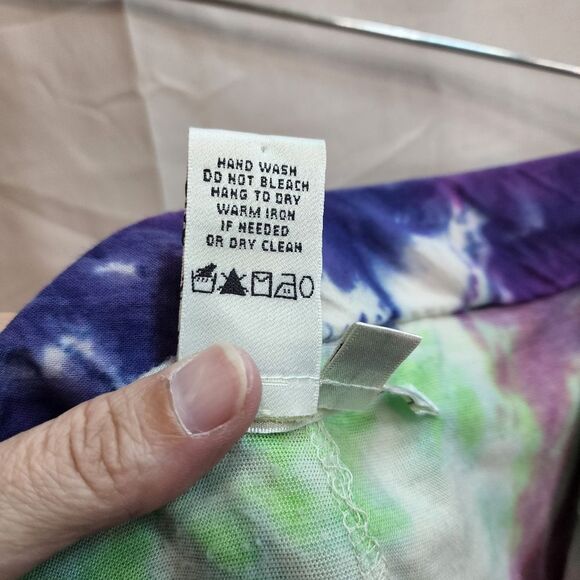 HAND WASH
DO NOT BLEACH
HANG TO DRY
WARM IRON
IF NEEDED
OR DRY CLEAN